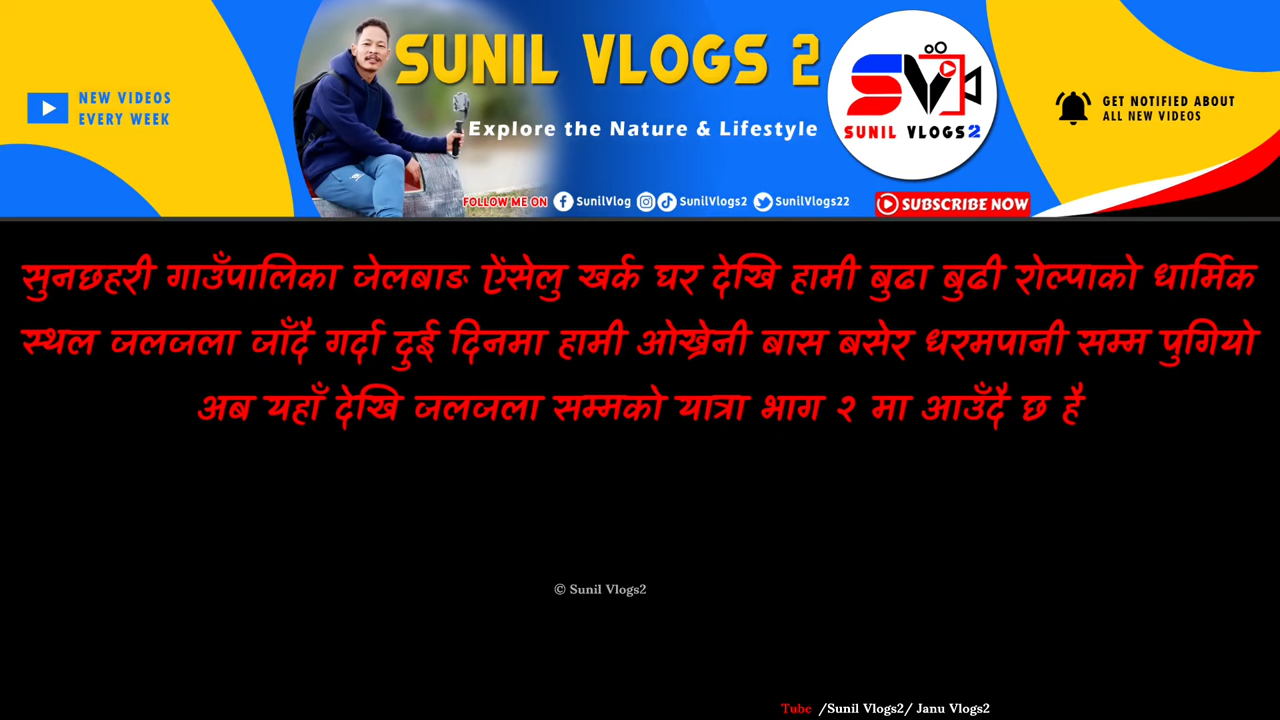 NEW VIDEOS
EVERY WEEK
SUNIL VLOGS 2
Explore the Nature & Lifestyle
FOLLOW ME ON SunilVlog SunilVlogs2 SunilVlogs22
SV
SUNIL VLOGS2
SUBSCRIBE NOW
GET NOTIFIED ABOUT
ALL NEW VIDEOS
सुनछहरी गाउँपालिका जेलबाङ ऐंसेलु खर्क घर देखि हामी बुढा बुढी रोल्पाको धार्मिक
स्थल जलजला जाँदै गर्दा दुई दिनमा हामी ओख्रेनी बास बसेर धरमपानी सम्म पुगियो
अब यहाँ देखि जलजला सम्मको यात्रा भाग २ मा आउँदै छ है
© Sunil Vlogs2
Tube /Sunil Vlogs2/ Janu Vlogs2